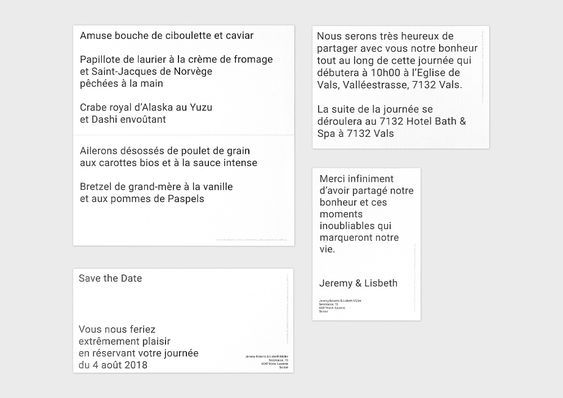 Amuse bouche de ciboulette et caviar
Papillote de laurier à la crème de fromage
et Saint-Jacques de Norvège
pêchées à la main
Crabe royal d'Alaska au Yuzu
et Dashi envoûtant
Ailerons désossés de poulet de grain
aux carottes bios et à la sauce intense
Bretzel de grand-mère à la vanille
et aux pommes de Paspels
Nous serons très heureux de
partager avec vous notre bonheur
tout au long de cette journée qui
débutera à 10h00 à l'Eglise de
Vals, Valléestrasse, 7132 Vals.
La suite de la journée se
déroulera au 7132 Hotel Bath &
Spa à 7132 Vals
Merci infiniment
d'avoir partagé notre
bonheur et ces
moments
inoubliables qui
marqueront notre
vie.
Jeremy & Lisbeth
Save the Date
Vous nous feriez
extrêmement plaisir
en réservant votre journée
du 4 août 2018